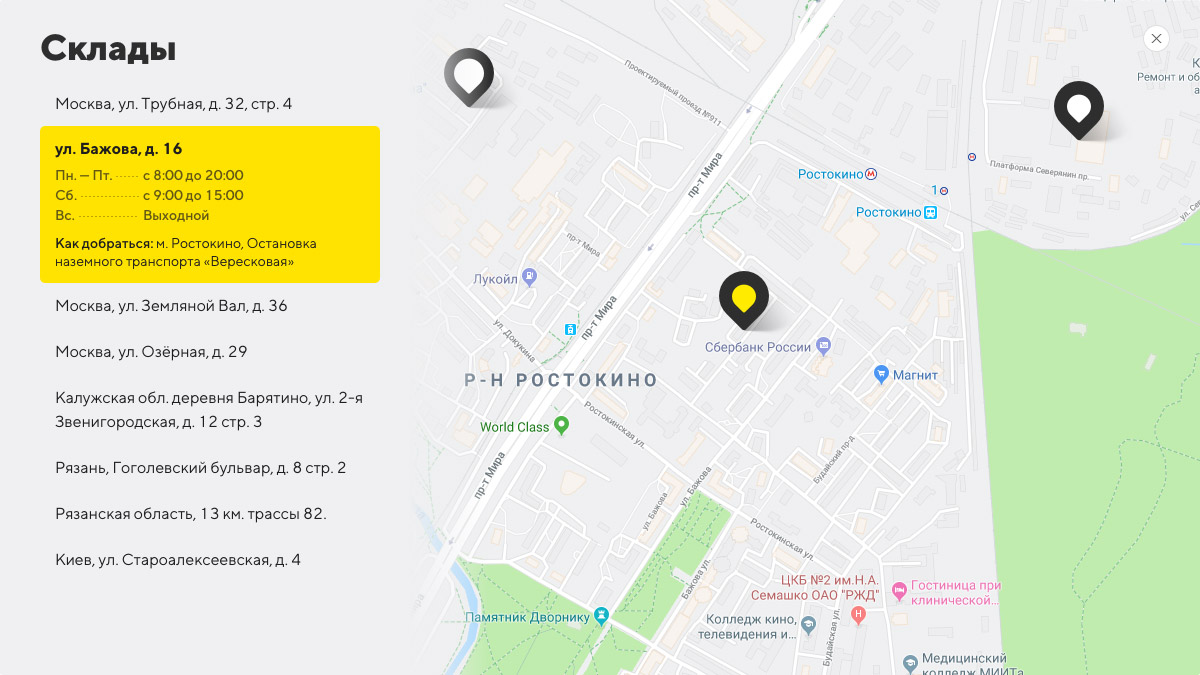 Склады
Москва, ул. Трубная, д. 32, стр. 4
ул. Бажова, д. 16
Пн. — Пт. ...... с 8:00 до 20:00
Сб. ............... с 9:00 до 15:00
Вс. ............... Выходной
Как добраться: м. Ростокино, Остановка
наземного транспорта «Вересковая»
Москва, ул. Земляной Вал, д. 36
Москва, ул. Озёрная, д. 29
Калужская обл. деревня Барятино, ул. 2-я
Звенигородская, д. 12 стр. 3
Рязань, Гоголевский бульвар, д. 8 стр. 2
Рязанская область, 13 км. трассы 82.
Киев, ул. Староалексеевская, д. 4
Проектируемый проезд №911
Ремонт и об
пр-т Мира
Платформа Северянин пр.
Ростокино
1
Ростокино
пр-т Мира
Лукойл
пр-т Мира
ул. Докукина
Сбербанк России
Магнит
Р-Н РОСТОКИНО
World Class
Ростокинская ул.
Будайский пр-д
пр-т Мира
ул. Бажова
ул. Бажова
Ростокинская ул.
Бажова ул.
ЦКБ №2 им.Н.А.
Семашко ОАО "РЖД"
H
Гостиница при
клинической...
Памятник Дворнику
Колледж кино,
телевидения и...
Будайская ул.
Медицинский
колледж МИИТа